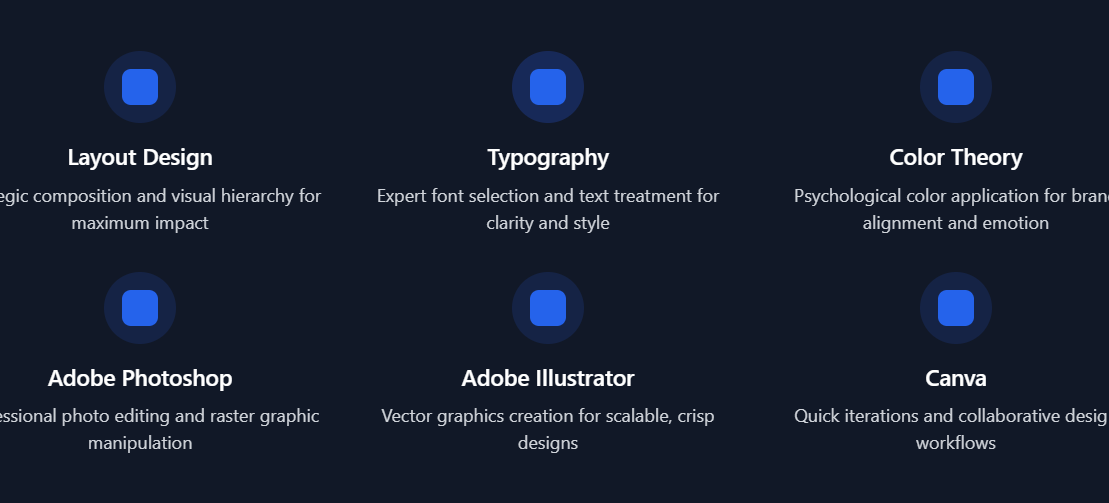 Layout Design
Typography
Color Theory
egic composition and visual hierarchy for
maximum impact
Expert font selection and text treatment for
clarity and style
Psychological color application for bran
alignment and emotion
Adobe Photoshop
Adobe Illustrator
Canva
essional photo editing and raster graphic
manipulation
Vector graphics creation for scalable, crisp
designs
Quick iterations and collaborative desig
workflows